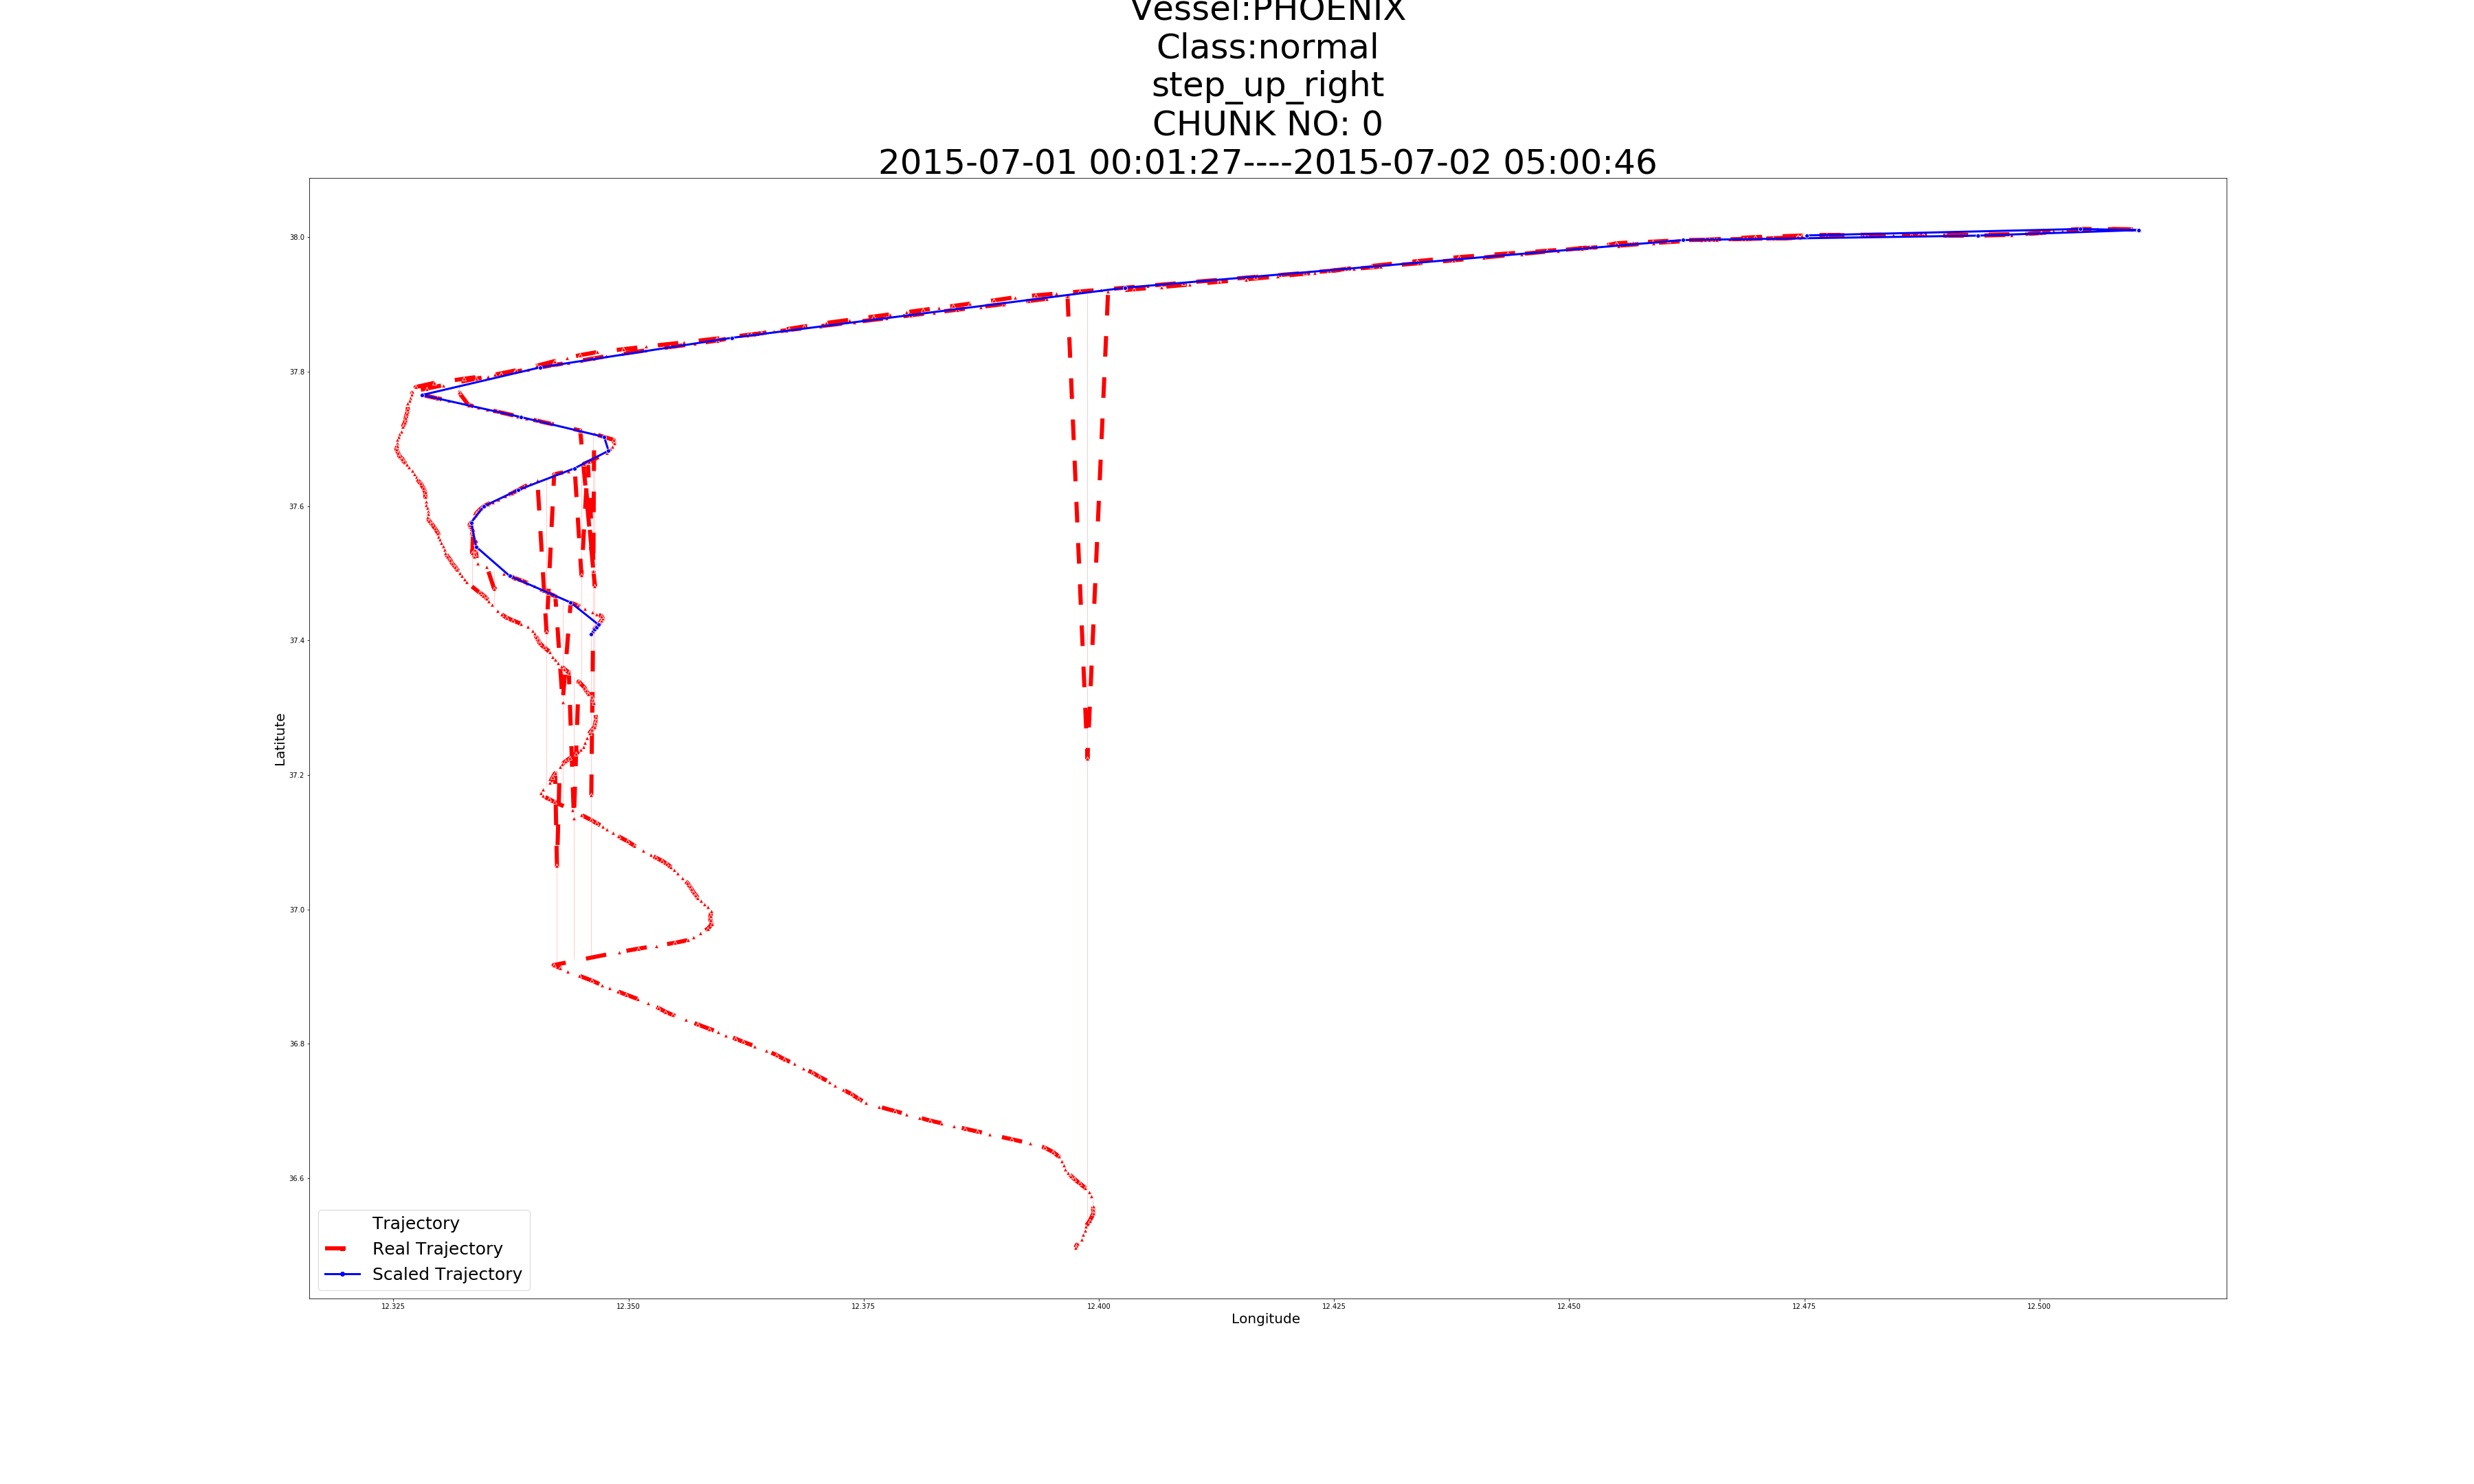 Vessel:PHOENIX
Class:normal
step_up_right
CHUNK NO: 0
2015-07-01 00:01:27----2015-07-02 05:00:46
38.0
37.8
37.6
37.4
37.2
37.0
36.8
36.6
Latitute
Trajectory
Real Trajectory
Scaled Trajectory
12.325
12.350
12.375
12.400
12.425
12.450
12.475
12.500
Longitude